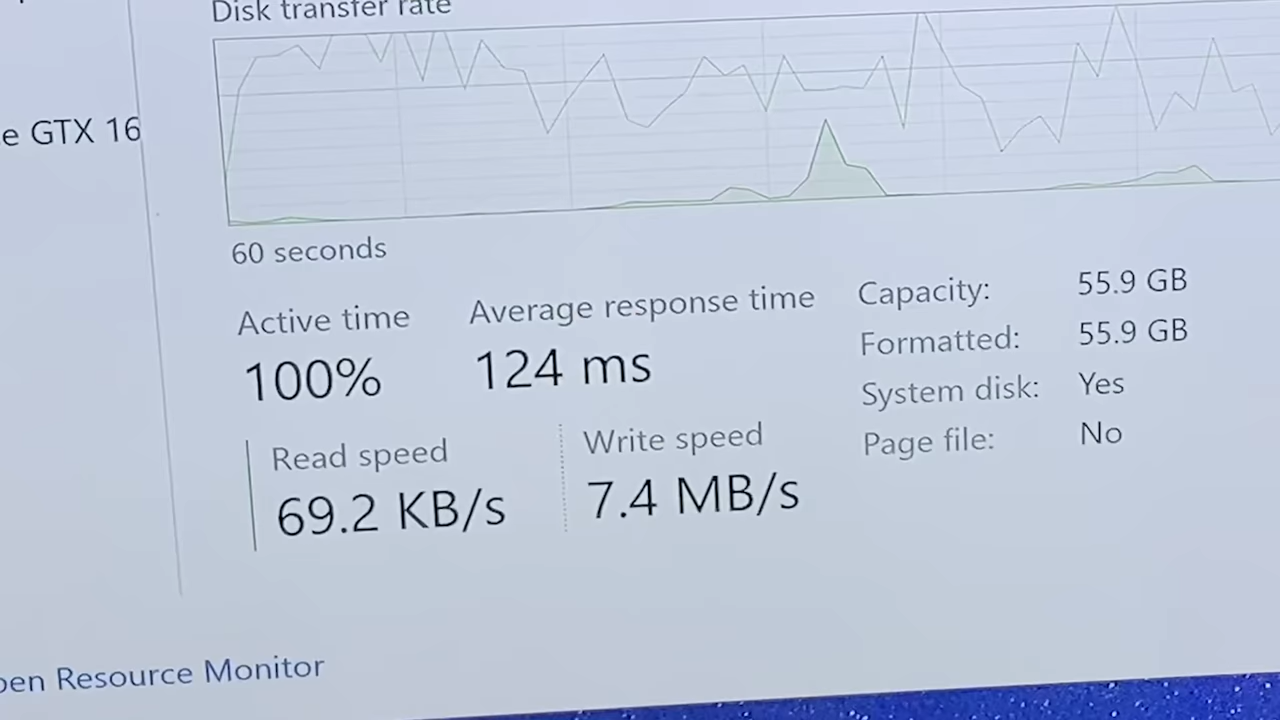 Disk transfer rate
e GTX 16
60 seconds
Active time
100%
Average response time
124 ms
Read speed
69.2 KB/s
Write speed
7.4 MB/s
Capacity: 55.9 GB
Formatted: 55.9 GB
System disk: Yes
Page file: No
pen Resource Monitor